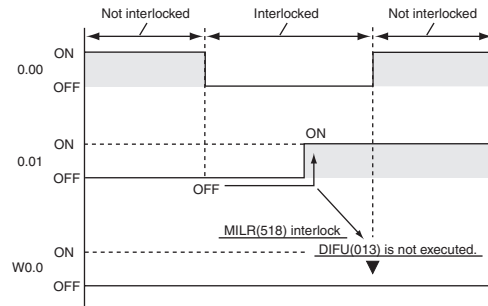 Not interlocked
Interlocked
Not interlocked
ON
0.00
OFF
ON
ON
0.01
OFF
OFF
MILR(518) interlock
DIFU(013) is not executed.
ON
W0.0
OFF